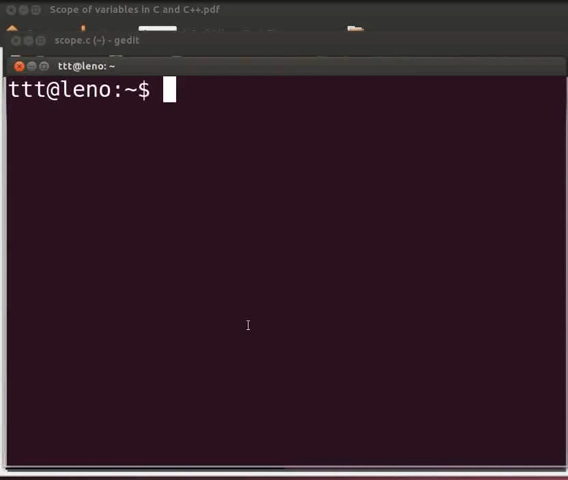 Scope of variables in C and C++.pdf
scope.c (~) - gedit
ttt@leno: ~
ttt@leno:~$